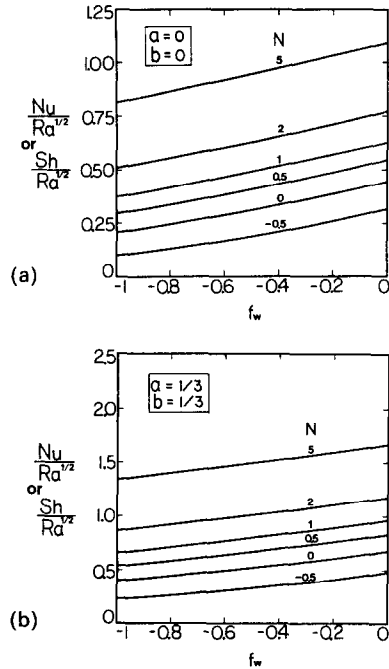 1.25
a=0
b=0
N
1.00
5
Nu
Ra^1/2
or
Sh
Ra^1/2
0.75
2
0.50
1
0.5
0.25
0
-0.5
0
-1 -0.8 -0.6 -0.4 -0.2 0
(a)
f_w
2.5
a=1/3
b=1/3
N
2.0
5
Nu
Ra^1/2
or
Sh
Ra^1/2
1.5
2
1.0
1
0.5
0.5
0
-0.5
0
-1 -0.8 -0.6 -0.4 -0.2 0
(b)
f_w